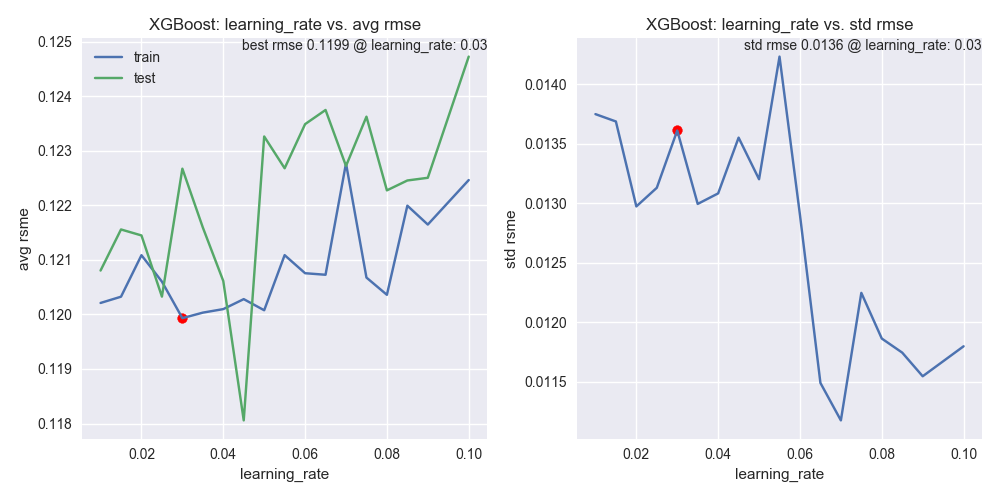 XGBoost: learning_rate vs. avg rmse
best rmse 0.1199 @ learning_rate: 0.03
train
test
0.125
0.124
0.123
0.122
0.121
0.120
0.119
0.118
avg rsme
0.02
0.04
0.06
0.08
0.10
learning_rate
XGBoost: learning_rate vs. std rmse
std rmse 0.0136 @ learning_rate: 0.03
0.0140
0.0135
0.0130
0.0125
0.0120
0.0115
std rsme
0.02
0.04
0.06
0.08
0.10
learning_rate